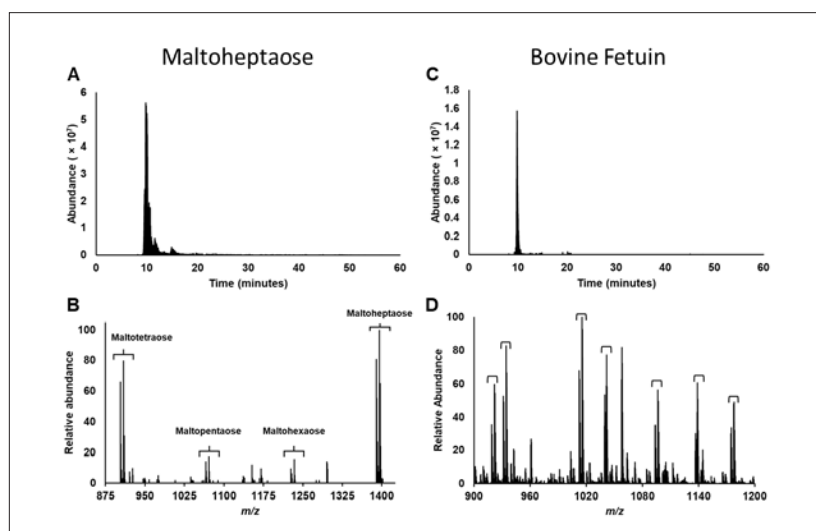 Maltoheptaose
Bovine Fetuin
A
Abundance ( × 10⁷)
6
5
4
3
2
1
0
0 10 20 30 40 50 60
Time (minutes)
C
Abundance ( × 10⁷)
1.8
1.6
1.4
1.2
1
0.8
0.6
0.4
0.2
0
0 10 20 30 40 50 60
Time (minutes)
B
Relative abundance
100
80
60
40
20
0
Maltotetraose
Maltopentaose
Maltohexaose
Maltoheptaose
875 950 1025 1100 1175 1250 1325 1400
m/z
D
Relative abundance
100
80
60
40
20
0
900 960 1020 1080 1140 1200
m/z